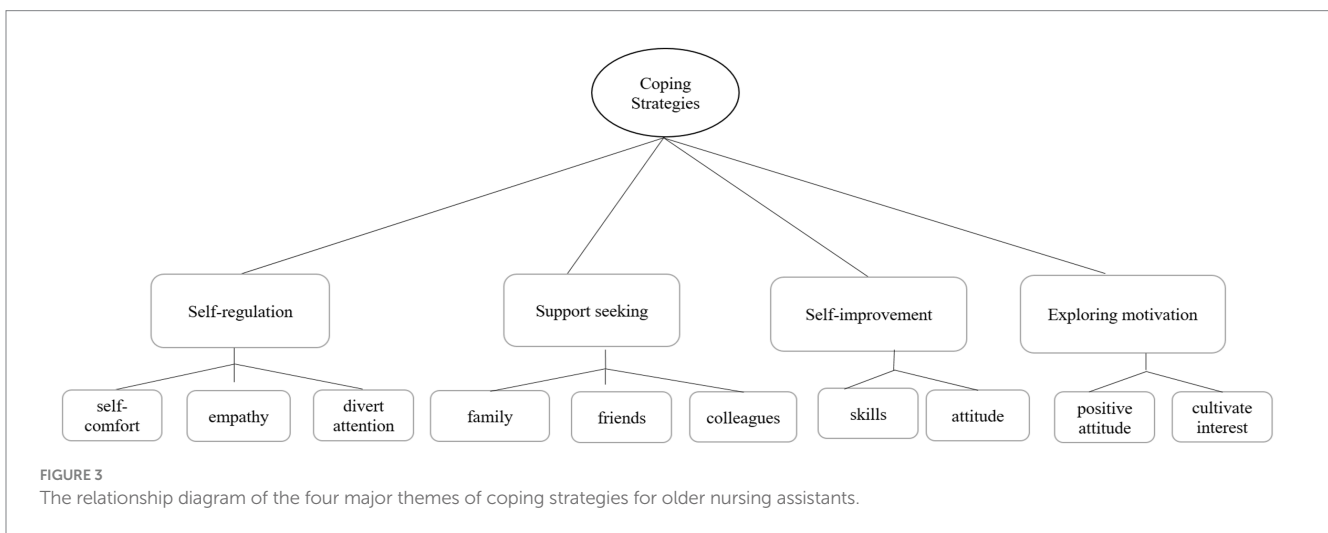 Coping
Strategies
Self-regulation
Support seeking
Self-improvement
Exploring motivation
self-
comfort
empathy
divert
attention
family
friends
colleagues
skills
attitude
positive
attitude
cultivate
interest
FIGURE 3
The relationship diagram of the four major themes of coping strategies for older nursing assistants.